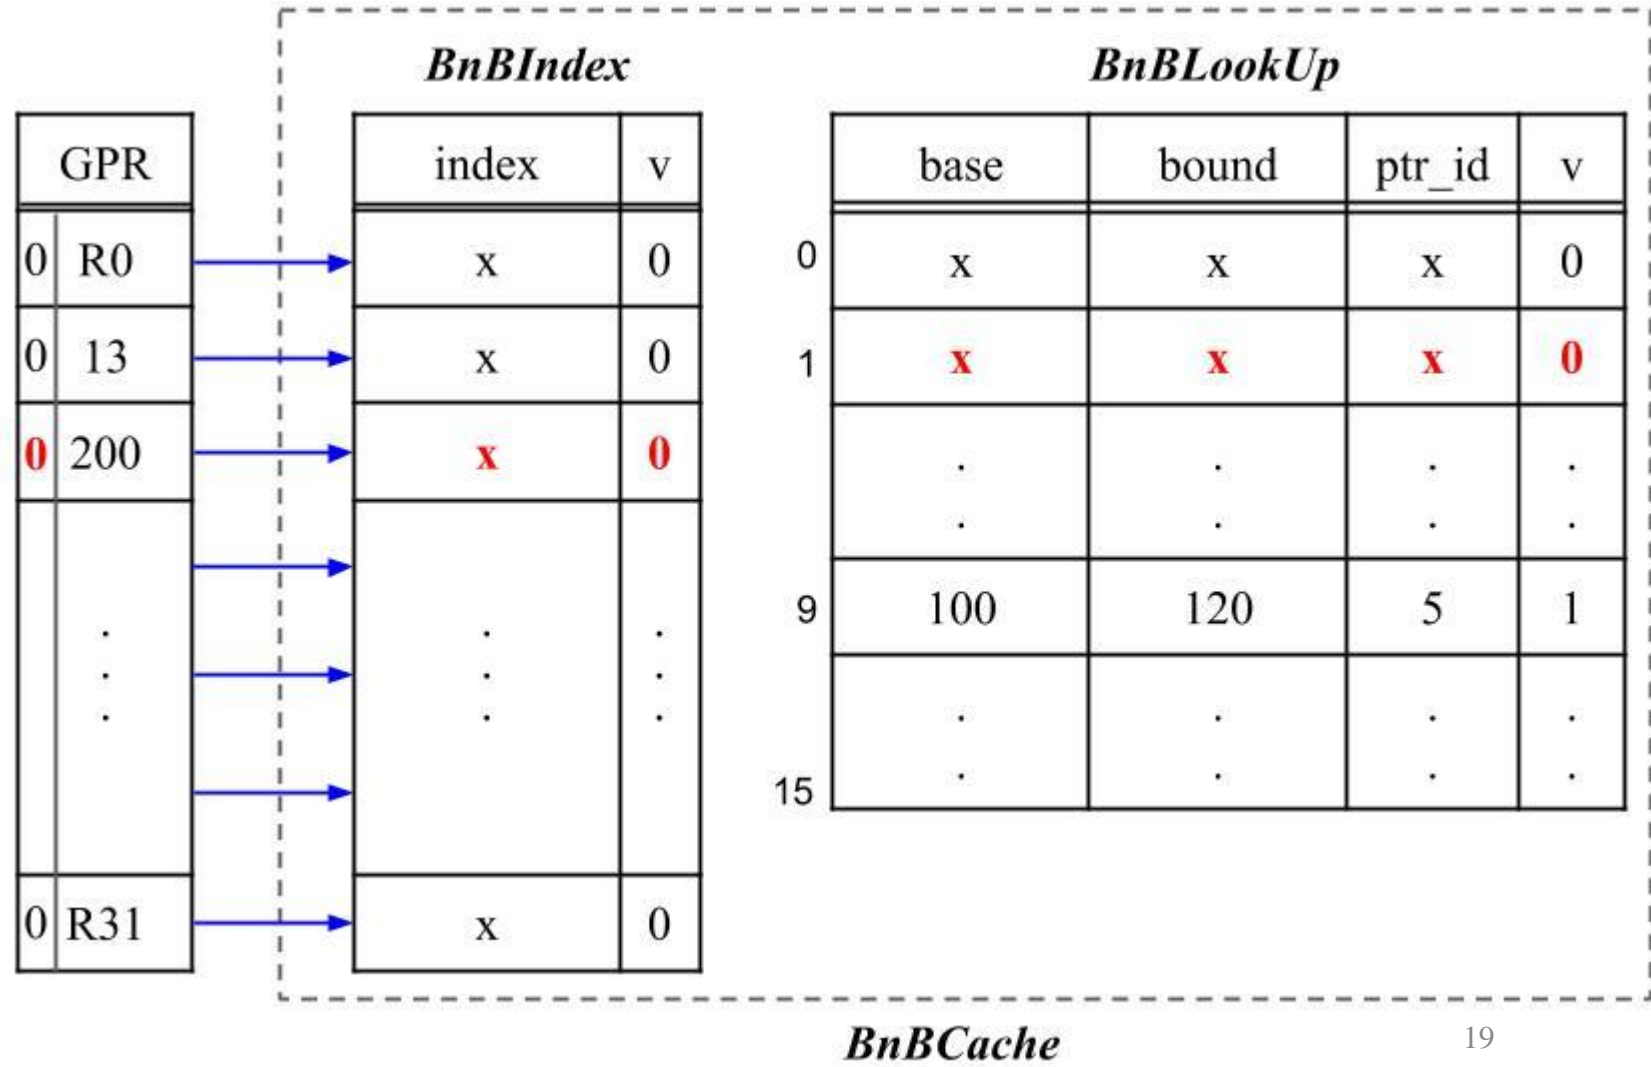 BnBIndex BnBLookUp
GPR index v base bound ptr_id v
0 R0 x 0 0 x x x 0
0 13 x 0 1 x x x 0
0 200 x 0 . . . .
. . . .
9 100 120 5 1
. . . .
. . . .
. . . .
. . . .
15 . . . .
0 R31 x 0
BnBCache 19